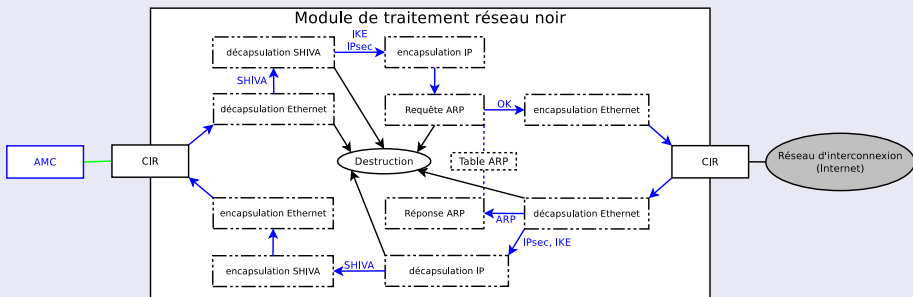 Module de traitement réseau noir
décapsulation SHIVA
IKE
IPsec
encapsulation IP
SHIVA
décapsulation Ethernet
Requête ARP
OK
encapsulation Ethernet
AMC
CIR
Destruction
Table ARP
CIR
Réseau d'interconnexion
(Internet)
encapsulation Ethernet
Réponse ARP
ARP
décapsulation Ethernet
IPsec, IKE
encapsulation SHIVA
SHIVA
décapsulation IP